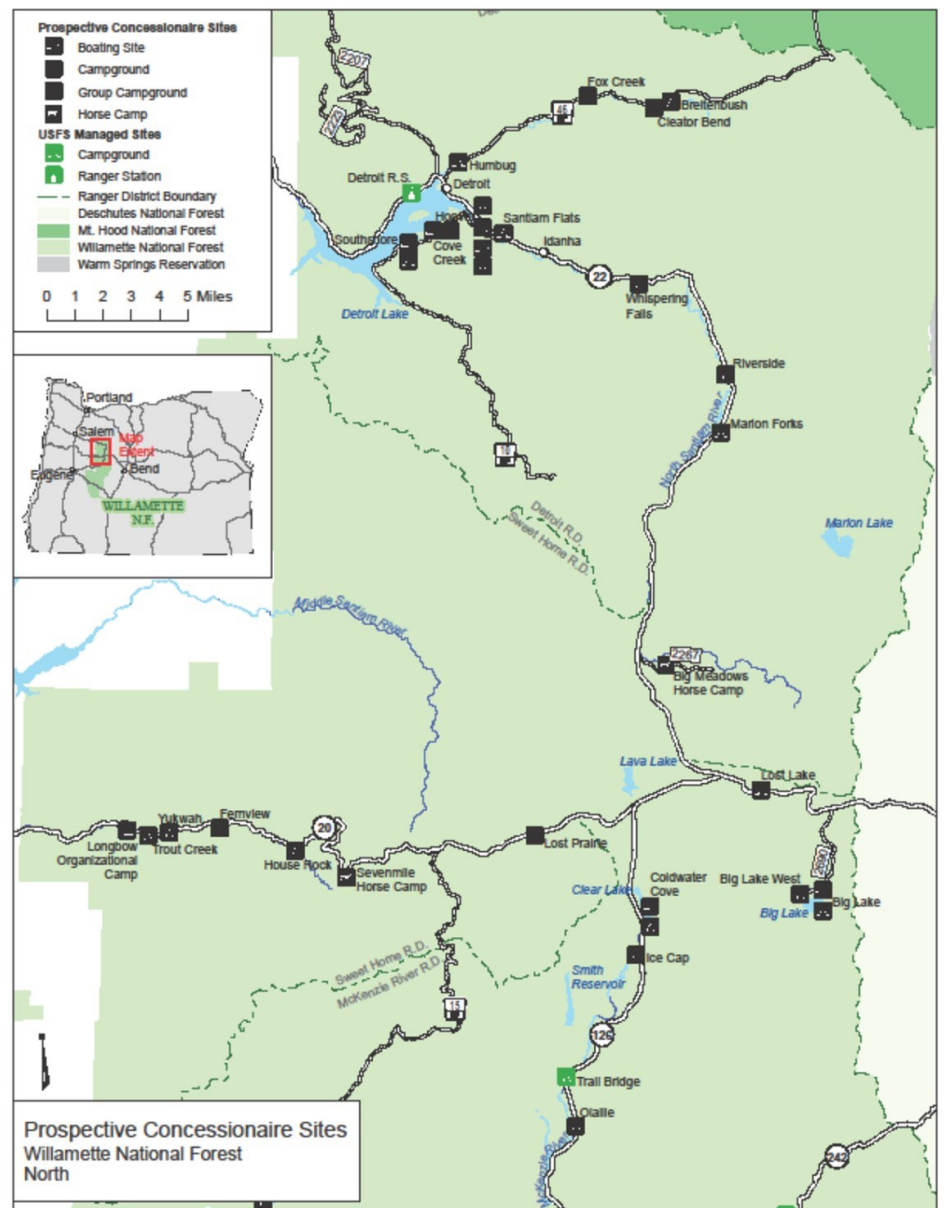 Prospective Concessionaire Sites
Boating Site
Campground
Group Campground
Horse Camp
USFS Managed Sites
Campground
Ranger Station
Ranger District Boundary
Deschutes National Forest
Mt. Hood National Forest
Willamette National Forest
Warm Springs Reservation
0 1 2 3 4 5 Miles
2207
Fox Creek
46
Breitenbush
Cleator Bend
Humbug
Detroit R.S.
Detroit
Santiam Flats
Southshore
Cove
Creek
Idanha
22
Whispering
Falls
Detroit Lake
Riverside
North Santiam River
Marion Forks
10
Portland
Salem
Map
Extent
Eugene
Bend
WILLAMETTE
N.F.
Detroit R.D.
Sweet Home R.D.
Marion Lake
Middle Santiam River
2267
Big Meadows
Horse Camp
Lava Lake
Lost Lake
Fernview
Yukwah
20
Longbow
Organizational
Camp
Trout Creek
House Rock
Sevenmile
Horse Camp
Lost Prairie
2690
Coldwater
Cove
Clear Lake
Big Lake West
Big Lake
Big Lake
Ice Cap
Sweet Home R.D.
McKenzie River R.D.
Smith
Reservoir
15
126
Trail Bridge
Olallie
McKenzie River
242
Prospective Concessionaire Sites
Willamette National Forest
North